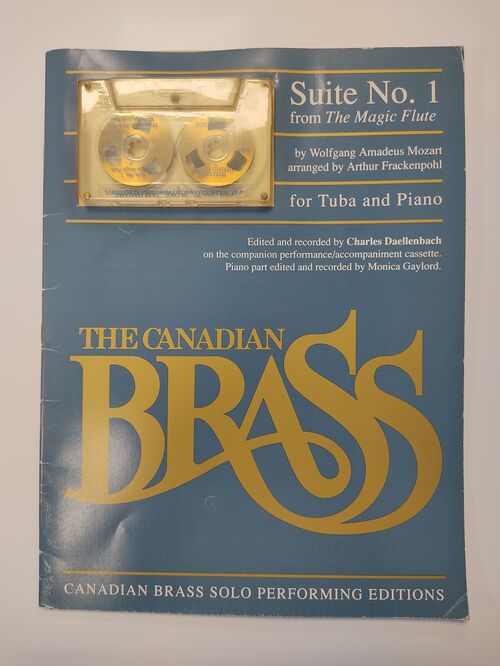 Suite No. 1
from The Magic Flute
by Wolfgang Amadeus Mozart
arranged by Arthur Frackenpohl
for Tuba and Piano
Edited and recorded by Charles Daellenbach
on the companion performance/accompaniment cassette.
Piano part edited and recorded by Monica Gaylord.
THE CANADIAN
BRASS
CANADIAN BRASS SOLO PERFORMING EDITIONS